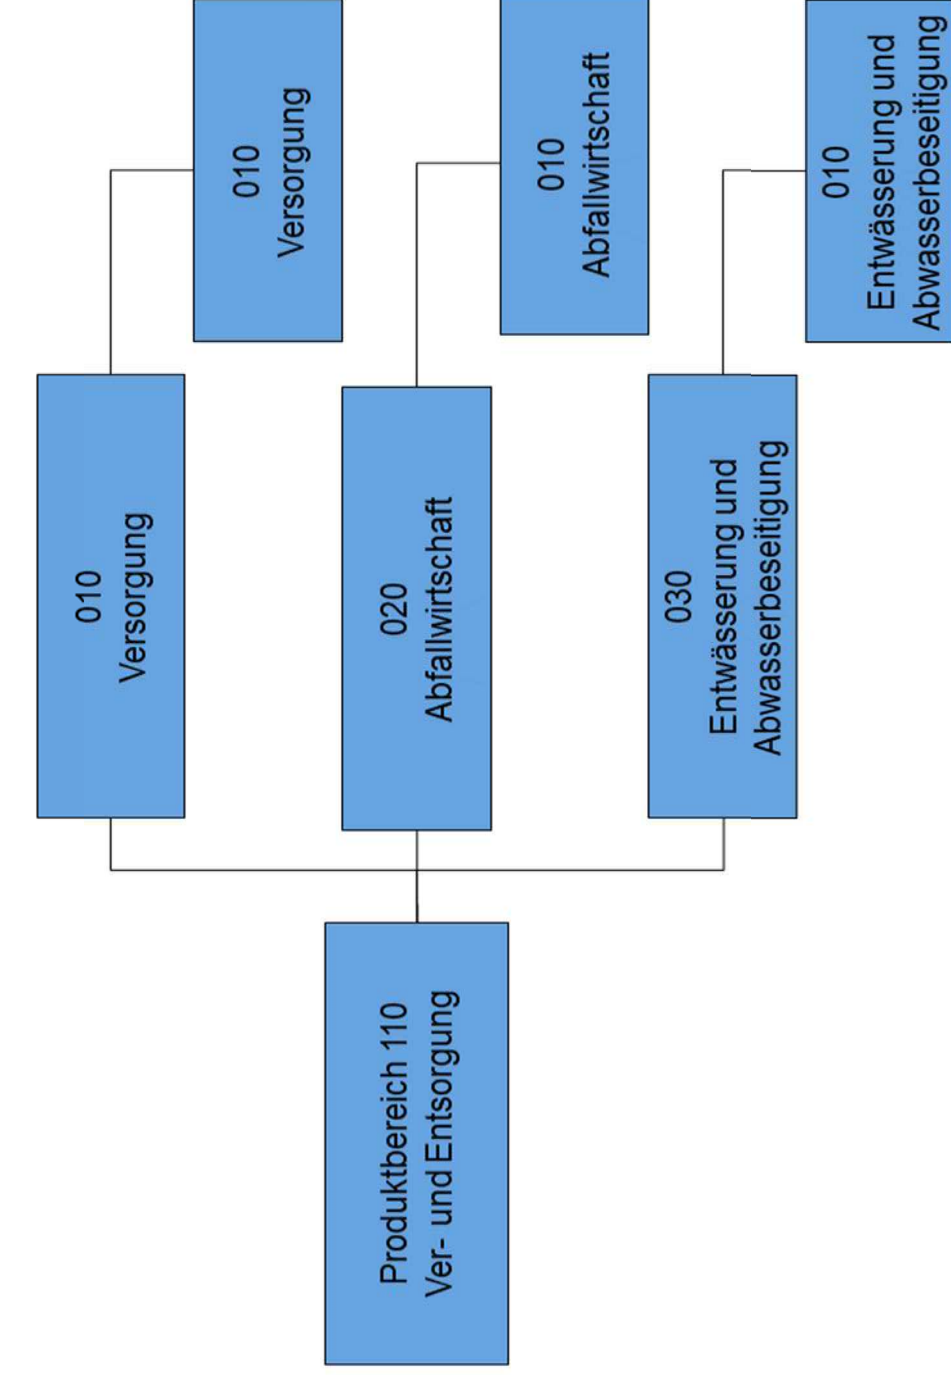 Produktbereich 110
Ver- und Entsorgung
010
Versorgung
010
Versorgung
020
Abfallwirtschaft
010
Abfallwirtschaft
030
Entwässerung und
Abwasserbeseitigung
010
Entwässerung und
Abwasserbeseitigung